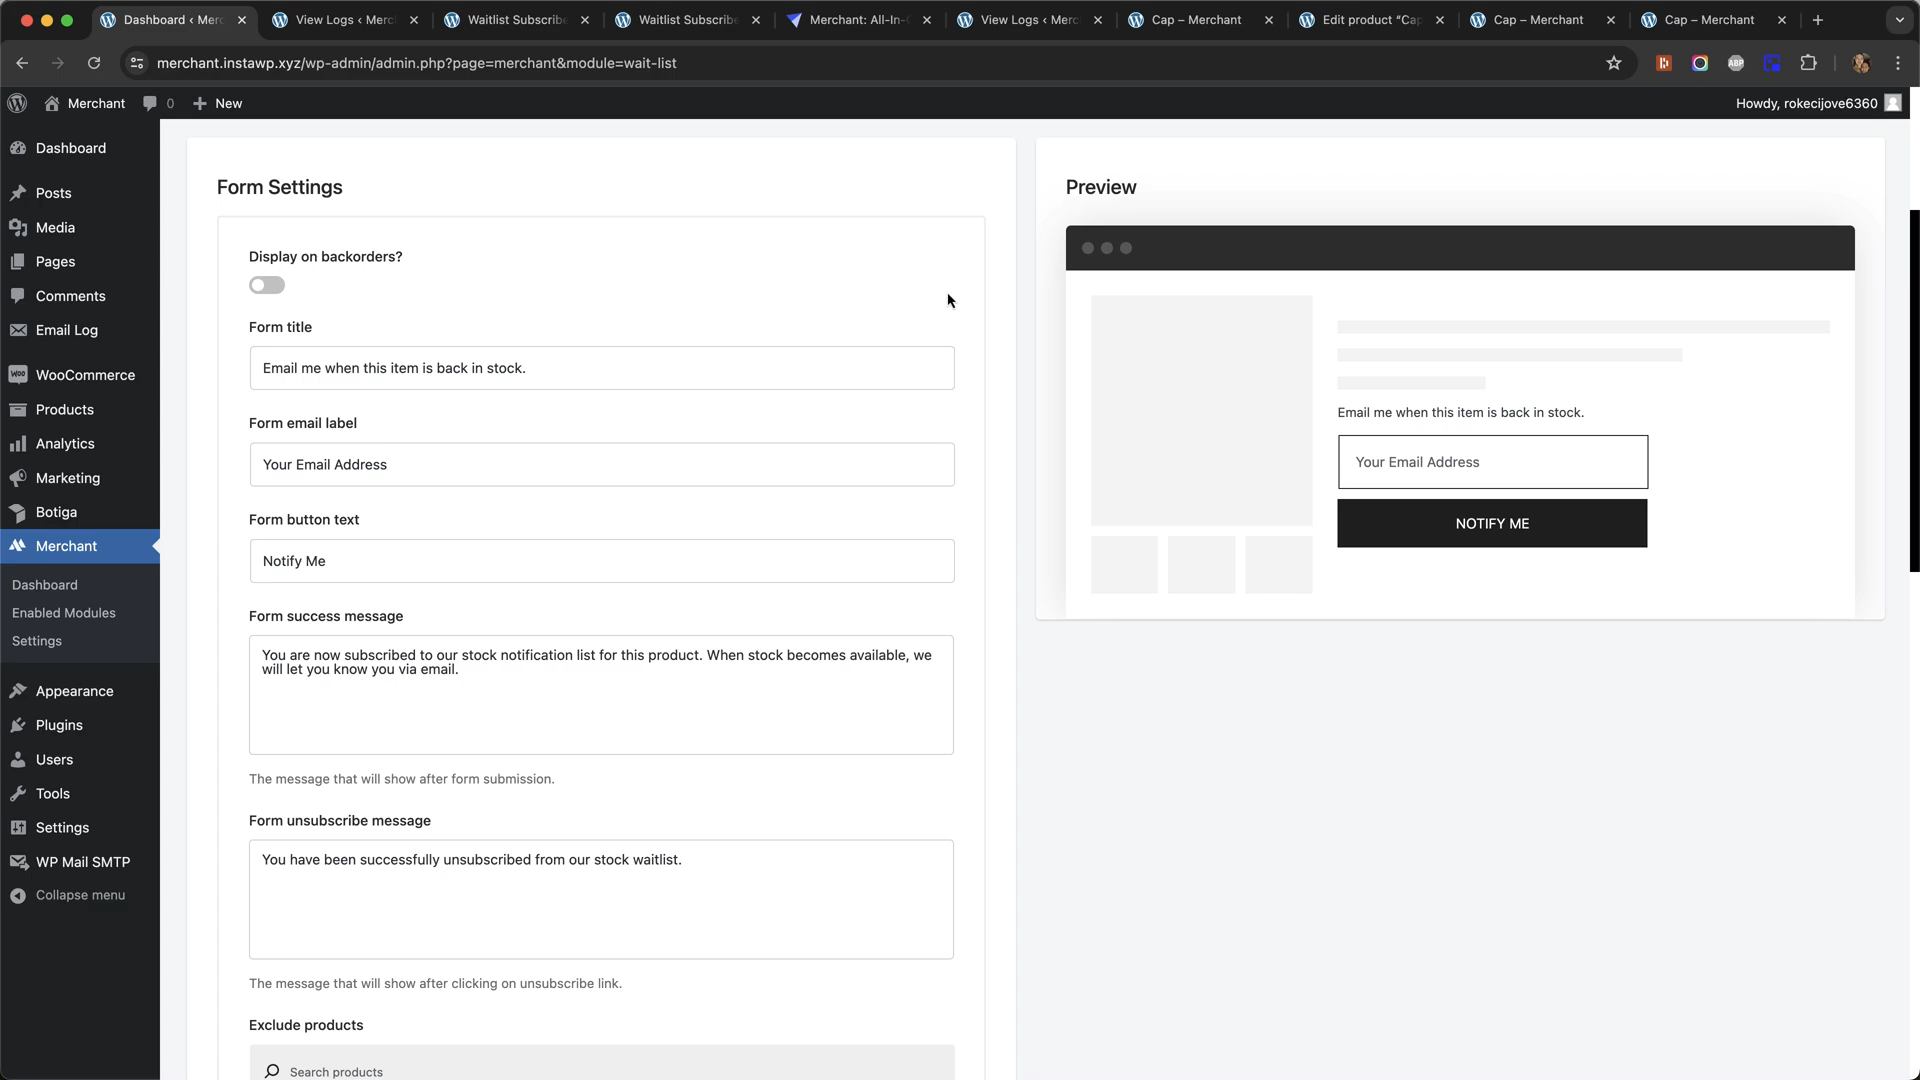 Dashboard ‹ Merc
View Logs ‹ Merc
Waitlist Subscribe
Waitlist Subscribe
Merchant: All-In-
View Logs ‹ Merc
Cap – Merchant
Edit product “Cap
Cap – Merchant
Cap – Merchant
merchant.instawp.xyz/wp-admin/admin.php?page=merchant&module=wait-list
ABP
Merchant
0
New
Howdy, rokecijove6360
Dashboard
Posts
Media
Pages
Comments
Email Log
WooCommerce
Products
Analytics
Marketing
Botiga
Merchant
Dashboard
Enabled Modules
Settings
Appearance
Plugins
Users
Tools
Settings
WP Mail SMTP
Collapse menu
Form Settings
Display on backorders?
Form title
Email me when this item is back in stock.
Form email label
Your Email Address
Form button text
Notify Me
Form success message
You are now subscribed to our stock notification list for this product. When stock becomes available, we
will let you know you via email.
The message that will show after form submission.
Form unsubscribe message
You have been successfully unsubscribed from our stock waitlist.
The message that will show after clicking on unsubscribe link.
Exclude products
Search products
Preview
Email me when this item is back in stock.
Your Email Address
NOTIFY ME